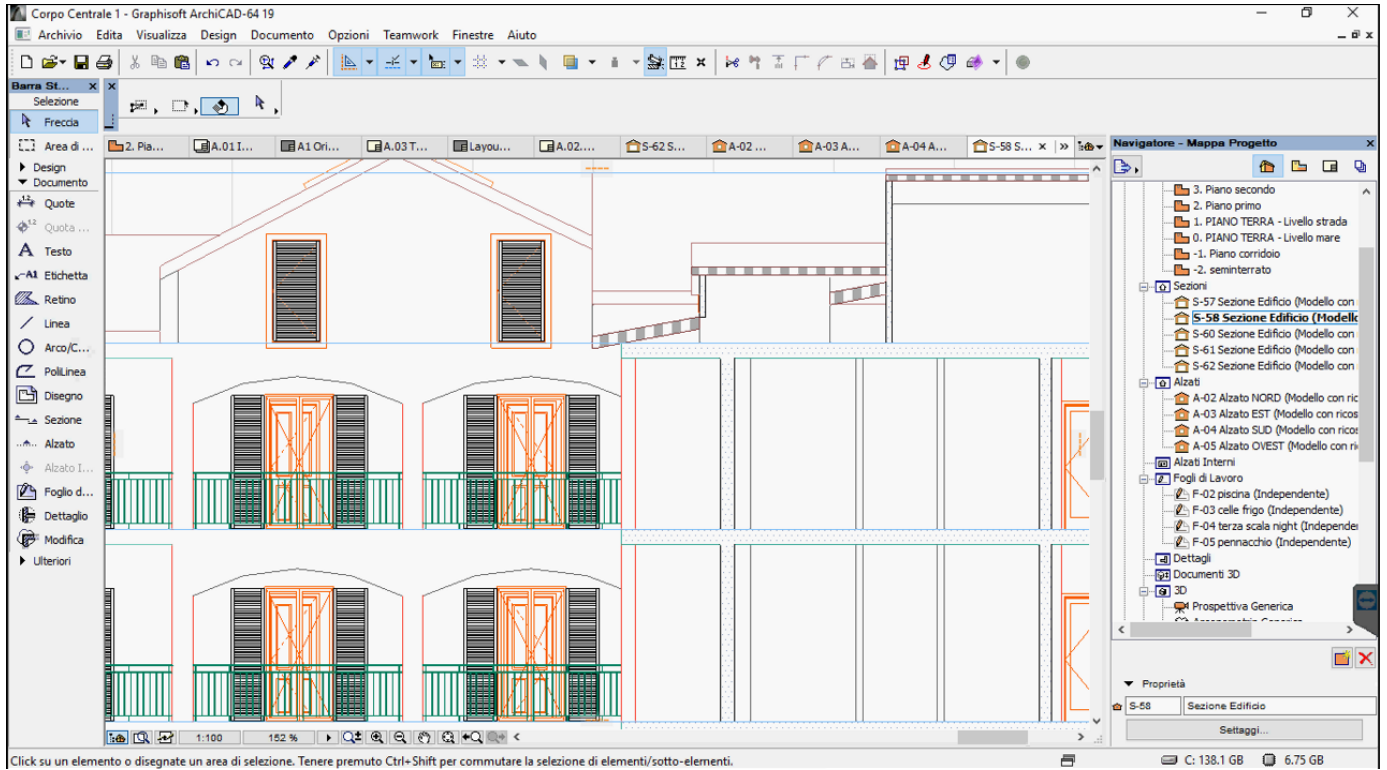 Corpo Centrale 1 - Graphisoft ArchiCAD-64 19
Archivio Edita Visualizza Design Documento Opzioni Teamwork Finestre Aiuto
Barra St... x
Selezione
Freccia
Area di ...
Design
Documento
Quote
Quota ...
Testo
Etichetta
Retino
Linea
Arco/C...
PoliLinea
Disegno
Sezione
Alzato
Alzato I...
Foglio d...
Dettaglio
Modifica
Ulteriori
2. Pia... A.01 I... A1 Ori... A.03 T... Layou... A.02.... S-62 S... A-02 ... A-03 A... A-04 A... S-58 S... x
Navigatore - Mappa Progetto x
3. Piano secondo
2. Piano primo
1. PIANO TERRA - Livello strada
0. PIANO TERRA - Livello mare
-1. Piano corridoio
-2. seminterrato
Sezioni
S-57 Sezione Edificio (Modello con
S-58 Sezione Edificio (Modello
S-60 Sezione Edificio (Modello con
S-61 Sezione Edificio (Modello con
S-62 Sezione Edificio (Modello con
Alzati
A-02 Alzato NORD (Modello con ric
A-03 Alzato EST (Modello con ricos
A-04 Alzato SUD (Modello con ricos
A-05 Alzato OVEST (Modello con ri
Alzati Interni
Fogli di Lavoro
F-02 piscina (Independente)
F-03 celle frigo (Independente)
F-04 terza scala night (Independe
F-05 pennacchio (Independente)
Dettagli
Documenti 3D
3D
Prospettiva Generica
Proprietà
S-58 Sezione Edificio
Settaggi...
1:100 152 %
Click su un elemento o disegnate un area di selezione. Tenere premuto Ctrl+Shift per commutare la selezione di elementi/sotto-elementi.
C: 138.1 GB 6.75 GB